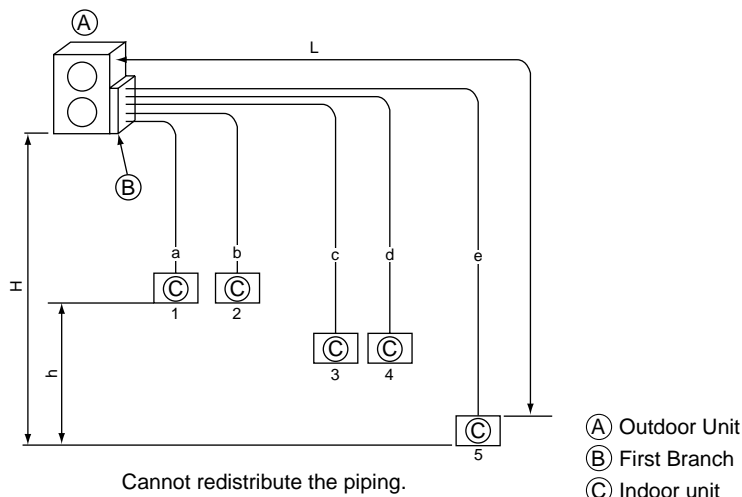 A
L
B
H
a
b
c
d
e
C
C
1
2
h
C
C
3
4
C
5
A Outdoor Unit
B First Branch
C Indoor unit
Cannot redistribute the piping.